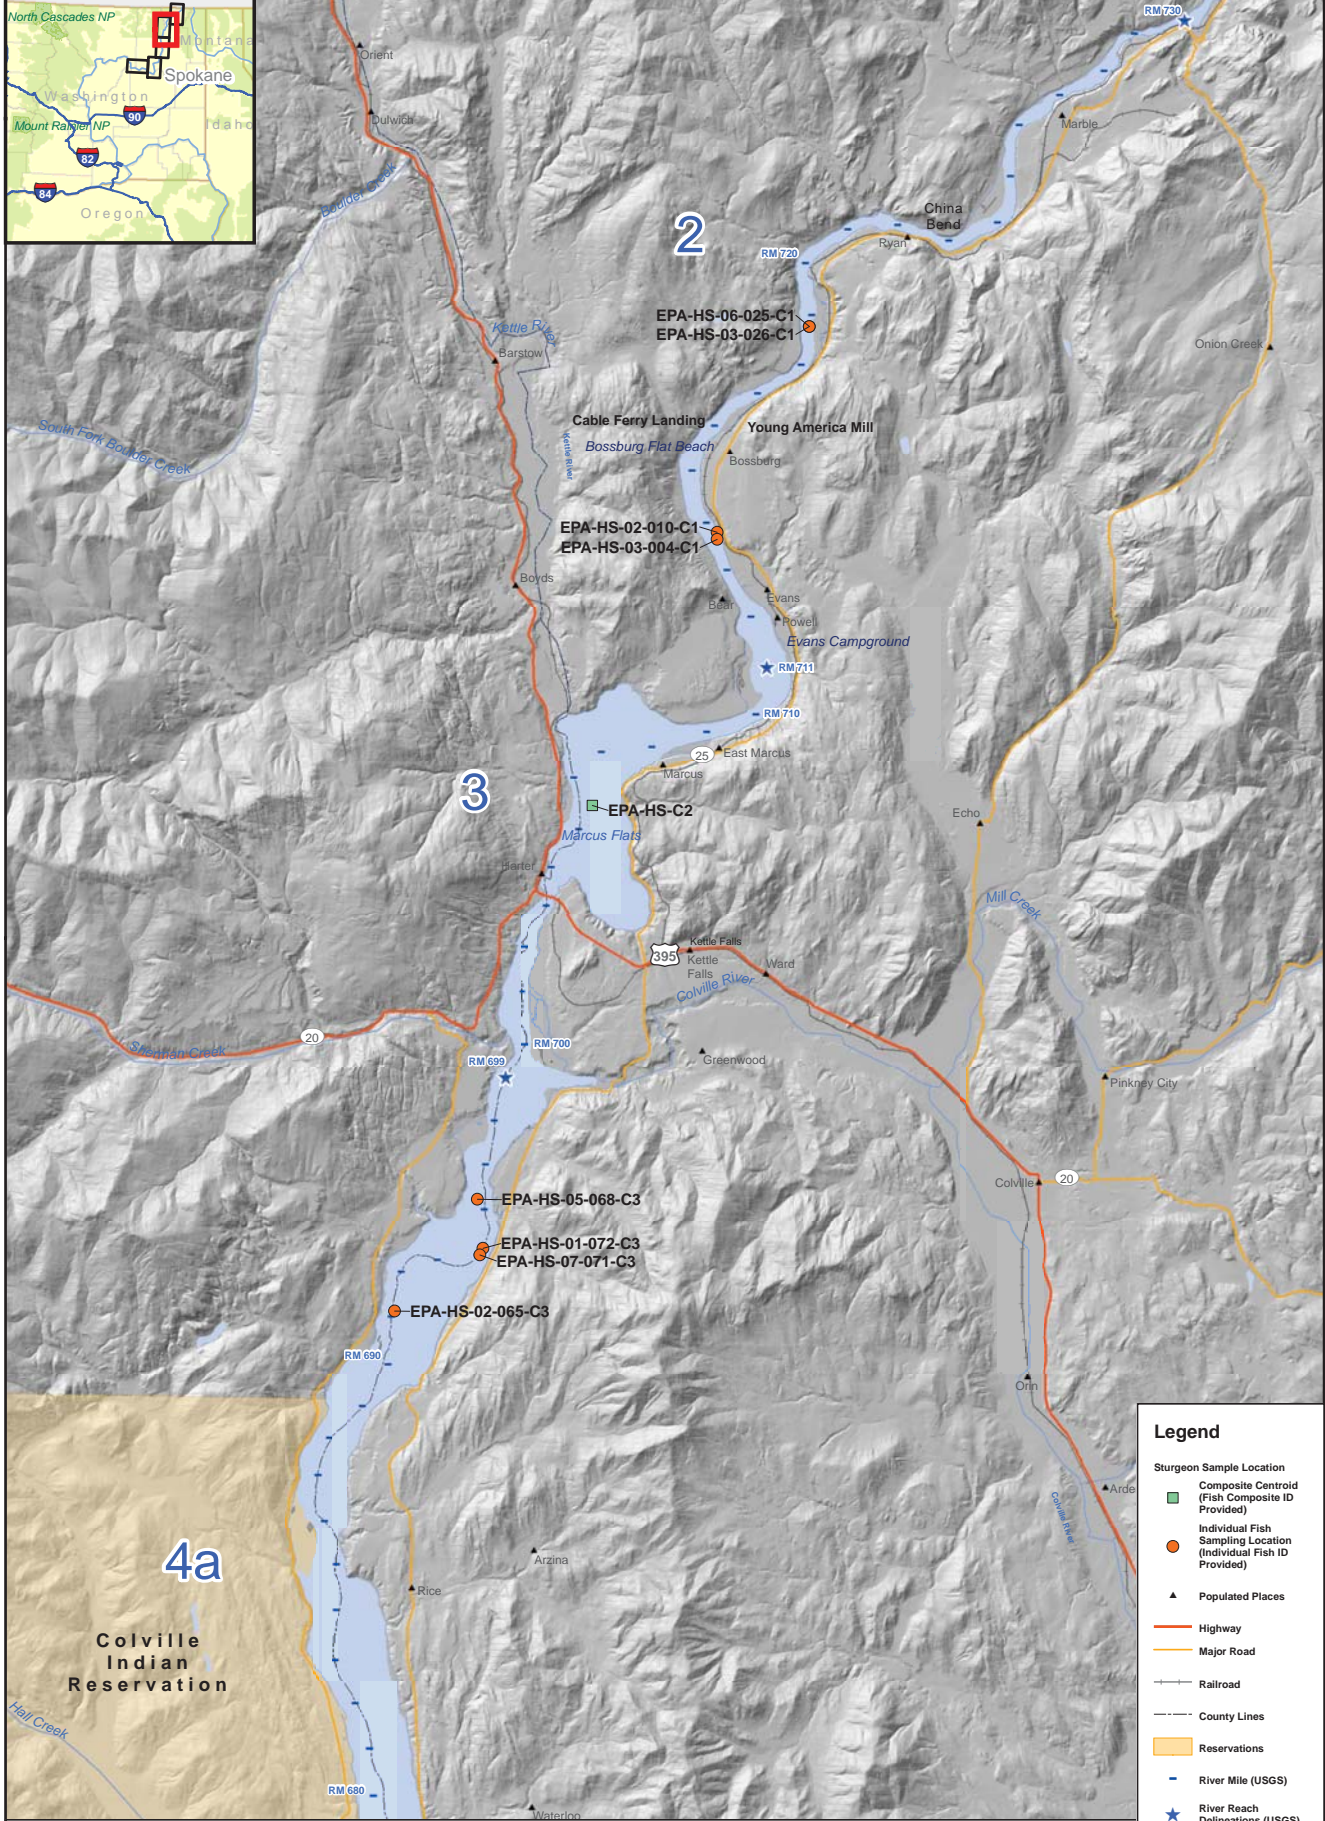 North Cascades NP
Montana
Spokane
Washington
90
Mount Rainier NP
Idaho
82
84
Oregon
RM 730
Orient
Dulwich
Marble
Boulder Creek
China
Bend
2
Ryan
RM 720
EPA-HS-06-025-C1
EPA-HS-03-026-C1
Kettle River
Barstow
Onion Creek
Cable Ferry Landing
Young America Mill
South Fork Boulder Creek
Kettle River
Bossburg Flat Beach
Bossburg
EPA-HS-02-010-C1
EPA-HS-03-004-C1
Boyds
Bear
Evans
Powell
Evans Campground
RM 711
RM 710
25
East Marcus
Marcus
3
EPA-HS-C2
Echo
Marcus Flats
Harter
Mill Creek
395
Kettle Falls
Kettle
Falls
Ward
Colville River
20
Sherman Creek
RM 700
RM 699
Greenwood
Pinkney City
Colville
20
EPA-HS-05-068-C3
EPA-HS-01-072-C3
EPA-HS-07-071-C3
EPA-HS-02-065-C3
RM 690
Orin
Arde
Colville River
4a
Arzina
Rice
Colville
Indian
Reservation
Hall Creek
RM 680
Waterloo
Legend
Sturgeon Sample Location
Composite Centroid
(Fish Composite ID
Provided)
Individual Fish
Sampling Location
(Individual Fish ID
Provided)
Populated Places
Highway
Major Road
Railroad
County Lines
Reservations
River Mile (USGS)
River Reach
Delineations (USGS)